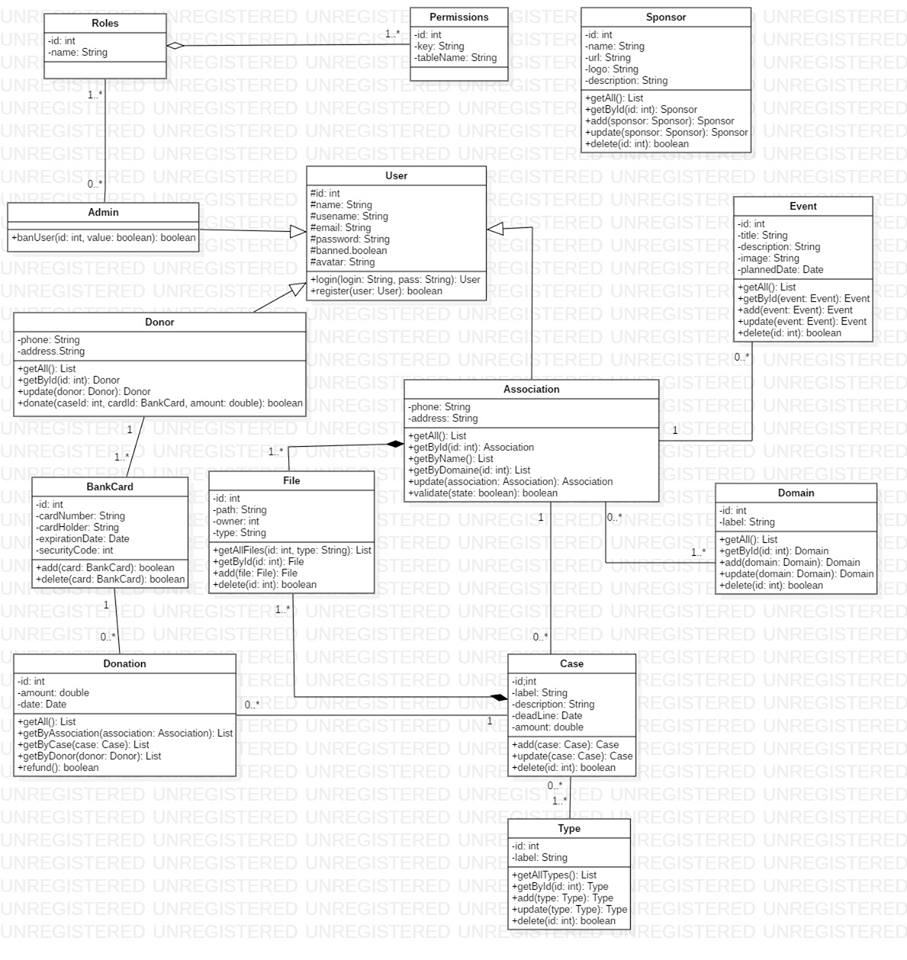 Roles
-id: int
-name: String
1..*
0..*
Permissions
-id: int
-key: String
-tableName: String
1..*
Sponsor
-id: int
-name: String
-url: String
-logo: String
-description: String
+getAll(): List
+getById(id: int): Sponsor
+add(sponsor: Sponsor): Sponsor
+update(sponsor: Sponsor): Sponsor
+delete(id: int): boolean
Admin
+banUser(id: int, value: boolean): boolean
User
#id: int
#name: String
#usename: String
#email: String
#password: String
#banned.boolean
#avatar: String
+login(login: String, pass: String): User
+register(user: User): boolean
Event
-id: int
-title: String
-description: String
-image: String
-plannedDate: Date
+getAll(): List
+getById(event: Event): Event
+add(event: Event): Event
+update(event: Event): Event
+delete(id: int): boolean
0..*
1
Donor
-phone: String
-address.String
+getAll(): List
+getById(id: int): Donor
+update(donor: Donor): Donor
+donate(caseId: int, cardId: BankCard, amount: double): boolean
1
1..*
Association
-phone: String
-address: String
+getAll(): List
+getById(id: int): Association
+getByName(): List
+getByDomaine(id: int): List
+update(association: Association): Association
+validate(state: boolean): boolean
1..*
1
0..*
1..*
0..*
BankCard
-id: int
-cardNumber: String
-cardHolder: String
-expirationDate: Date
-securityCode: int
+add(card: BankCard): boolean
+delete(card: BankCard): boolean
1
0..*
File
-id: int
-path: String
-owner: int
-type: String
+getAllFiles(id: int, type: String): List
+getById(id: int): File
+add(file: File): File
+delete(id: int): boolean
1..*
Domain
-id: int
-label: String
+getAll(): List
+getById(id: int): Domain
+add(domain: Domain): Domain
+update(domain: Domain): Domain
+delete(id: int): boolean
Donation
-id: int
-amount: double
-date: Date
+getAll(): List
+getByAssociation(association: Association): List
+getByCase(case: Case): List
+getByDonor(donor: Donor): List
+refund(): boolean
0..*
1
Case
-id;int
-label: String
-description: String
-deadLine: Date
-amount: double
+add(case: Case): Case
+update(case: Case): Case
+delete(id: int): boolean
0..*
1..*
Type
-id: int
-label: String
+getAllTypes(): List
+getById(id: int): Type
+add(type: Type): Type
+update(type: Type): Type
+delete(id: int): boolean
UNREGISTERED